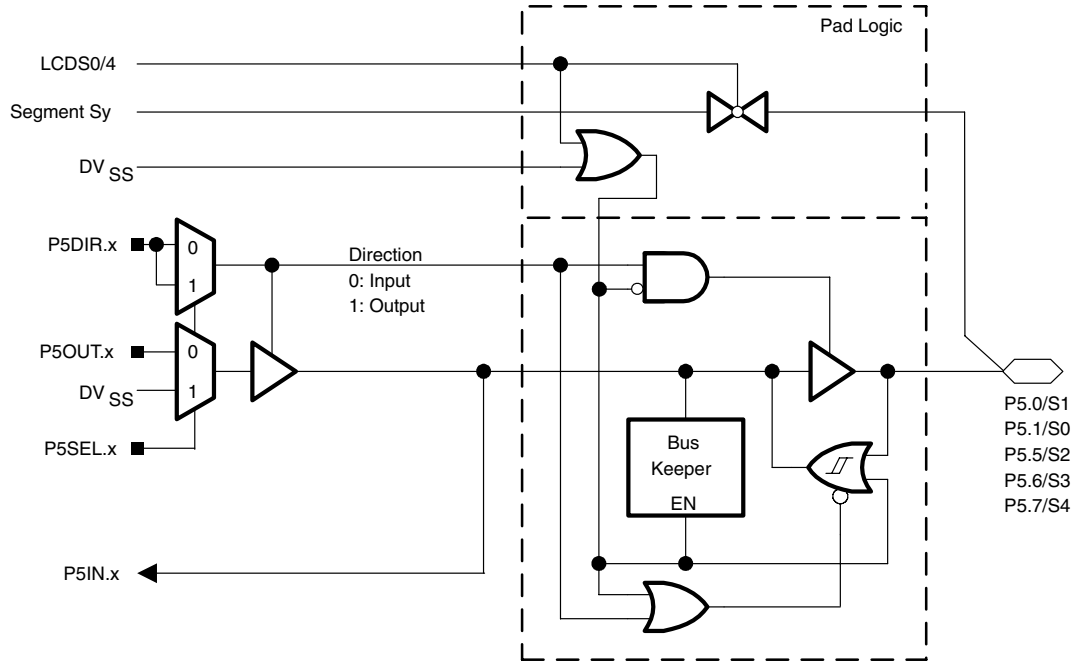 Pad Logic
LCDS0/4
Segment Sy
DVSS
P5DIR.x
0
1
Direction
0: Input
1: Output
P5OUT.x
0
DVSS
1
P5SEL.x
Bus
Keeper
EN
P5.0/S1
P5.1/S0
P5.5/S2
P5.6/S3
P5.7/S4
P5IN.x